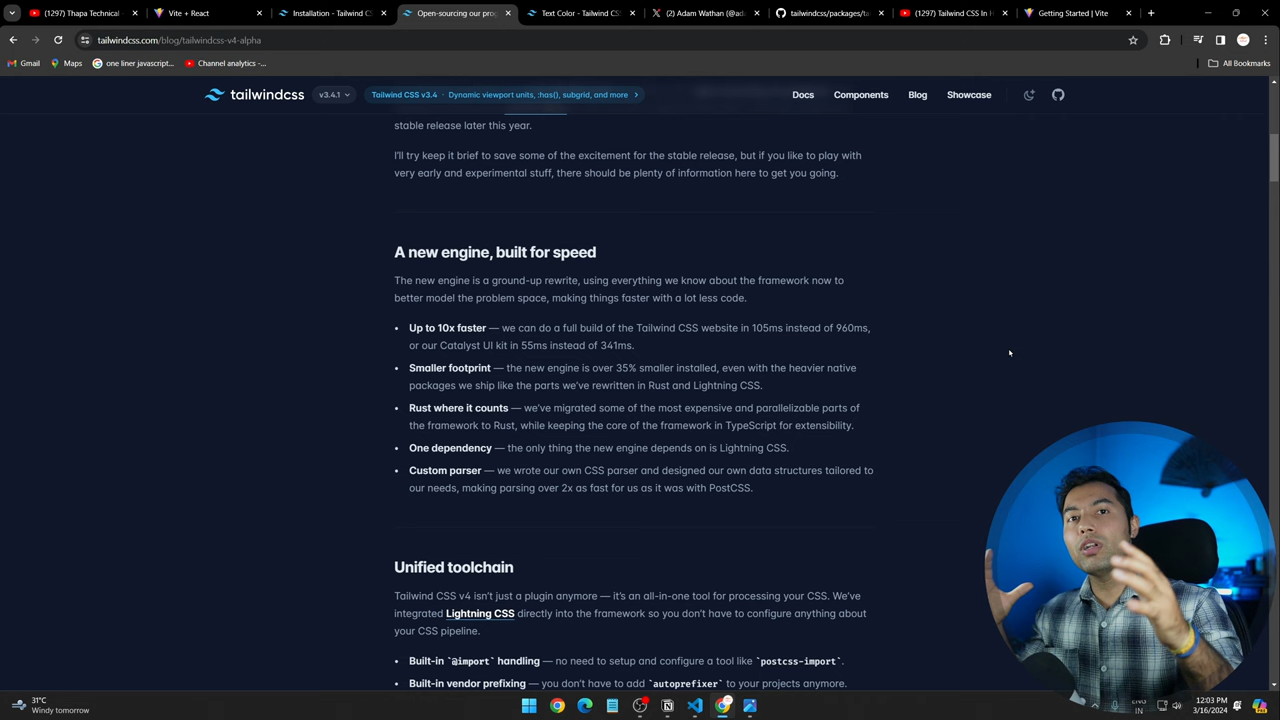 (1297) Thapa Technical
Vite + React
Installation - Tailwind C
Open-sourcing our pro
Text Color - Tailwind CS
Adam Wathan (@ada
tailwindcss/packages/ta
(1297) Tailwind CSS In H
Getting Started | Vite
tailwindcss.com/blog/tailwindcss-v4-alpha
Gmail
Maps
one liner javascript...
Channel analytics -...
All Bookmarks
tailwindcss
v3.4.1
Tailwind CSS v3.4 · Dynamic viewport units, :has(), subgrid, and more
Docs
Components
Blog
Showcase
stable release later this year.
I'll try keep it brief to save some of the excitement for the stable release, but if you like to play with
very early and experimental stuff, there should be plenty of information here to get you going.
A new engine, built for speed
The new engine is a ground-up rewrite, using everything we know about the framework now to
better model the problem space, making things faster with a lot less code.
• Up to 10x faster — we can do a full build of the Tailwind CSS website in 105ms instead of 960ms,
or our Catalyst UI kit in 55ms instead of 341ms.
• Smaller footprint — the new engine is over 35% smaller installed, even with the heavier native
packages we ship like the parts we've rewritten in Rust and Lightning CSS.
• Rust where it counts — we've migrated some of the most expensive and parallelizable parts of
the framework to Rust, while keeping the core of the framework in TypeScript for extensibility.
• One dependency — the only thing the new engine depends on is Lightning CSS.
• Custom parser — we wrote our own CSS parser and designed our own data structures tailored to
our needs, making parsing over 2x as fast for us as it was with PostCSS.
Unified toolchain
Tailwind CSS v4 isn't just a plugin anymore — it's an all-in-one tool for processing your CSS. We've
integrated Lightning CSS directly into the framework so you don't have to configure anything about
your CSS pipeline.
• Built-in `@import` handling — no need to setup and configure a tool like `postcss-import`.
• Built-in vendor prefixing — you don't have to add `autoprefixer` to your projects anymore.
31°C
Windy tomorrow
ENG
IN
12:03 PM
3/16/2024